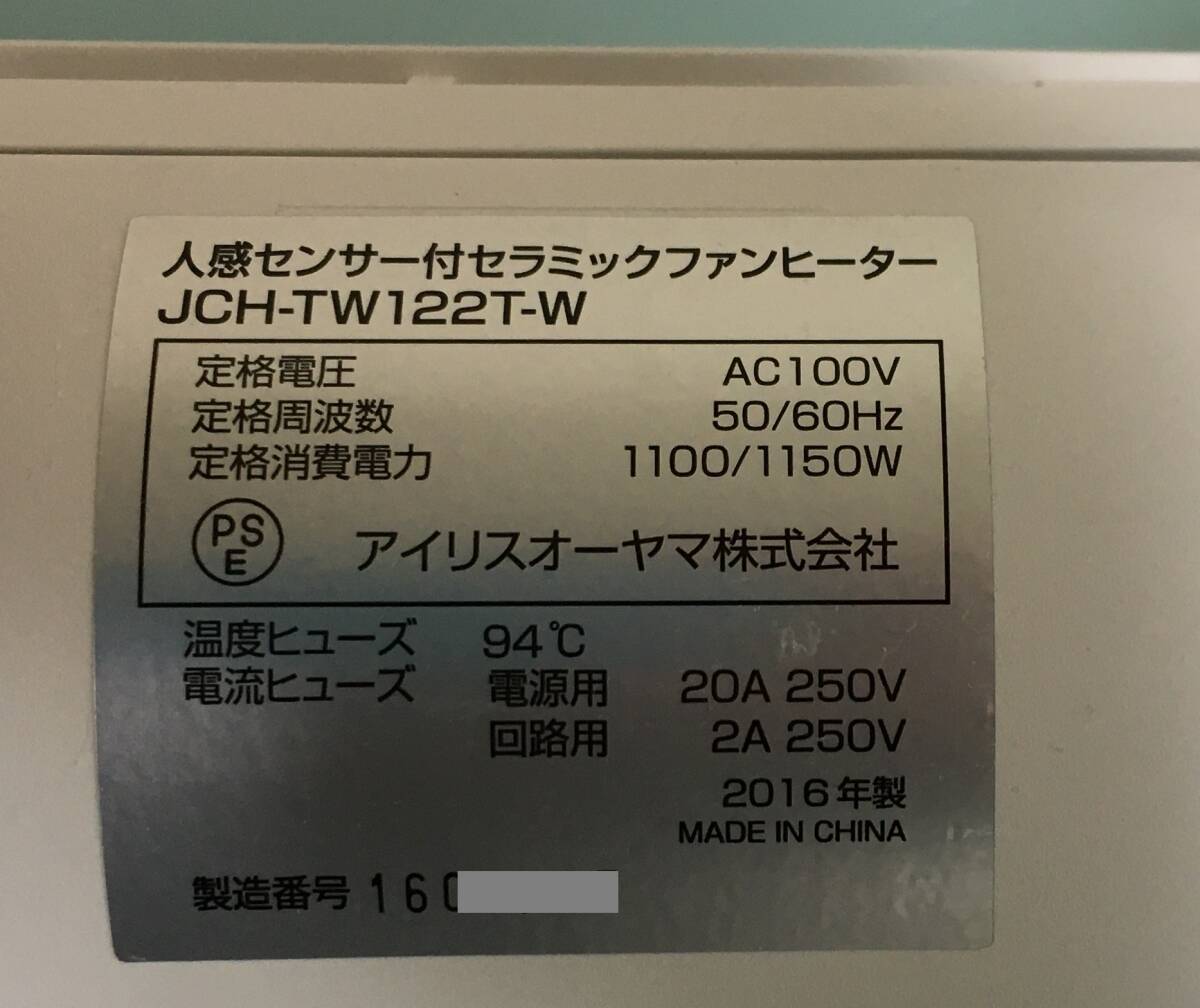 人感センサー付セラミックファンヒーター
JCH-TW122T-W
定格電圧 AC100V
定格周波数 50/60Hz
定格消費電力 1100/1150W
PSE アイリスオーヤマ株式会社
温度ヒューズ 94℃
電流ヒューズ 電源用 20A 250V
回路用 2A 250V
2016年製
MADE IN CHINA
製造番号 160